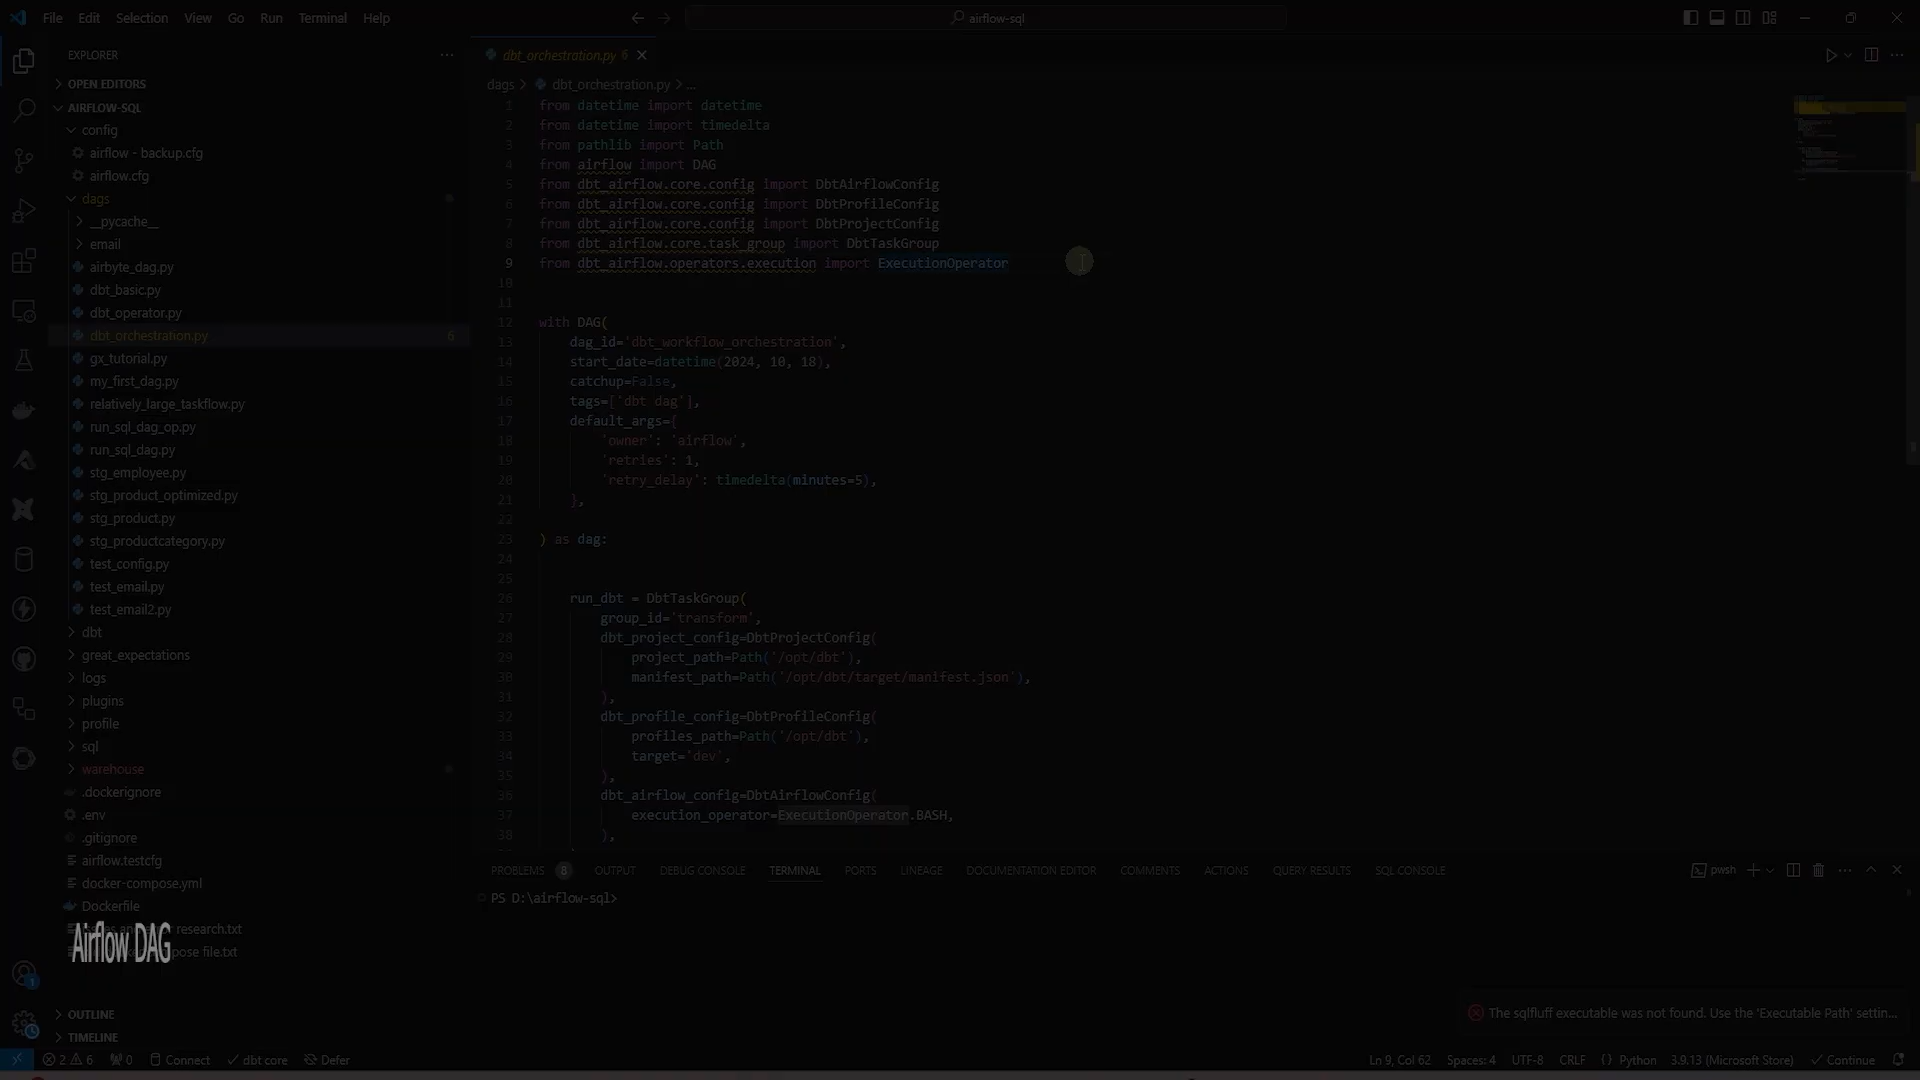 File Edit Selection View Go Run Terminal Help
airflow-sql
EXPLORER
OPEN EDITORS
AIRFLOW-SQL
config
airflow - backup.cfg
airflow.cfg
dags
__pycache__
email
airbyte_dag.py
dbt_basic.py
dbt_operator.py
dbt_orchestration.py 6
gx_tutorial.py
my_first_dag.py
relatively_large_taskflow.py
run_sql_dag_op.py
run_sql_dag.py
stg_employee.py
stg_product_optimized.py
stg_product.py
stg_productcategory.py
test_config.py
test_email.py
test_email2.py
dbt
great_expectations
logs
plugins
profile
sql
warehouse
.dockerignore
.env
.gitignore
airflow.testcfg
docker-compose.yml
Dockerfile
research.txt
pose file.txt
Airflow DAG
OUTLINE
TIMELINE
dbt_orchestration.py 6
dags > dbt_orchestration.py > ...
1 from datetime import datetime
2 from datetime import timedelta
3 from pathlib import Path
4 from airflow import DAG
5 from dbt_airflow.core.config import DbtAirflowConfig
6 from dbt_airflow.core.config import DbtProfileConfig
7 from dbt_airflow.core.config import DbtProjectConfig
8 from dbt_airflow.core.task_group import DbtTaskGroup
9 from dbt_airflow.operators.execution import ExecutionOperator
10
11
12 with DAG(
13 dag_id='dbt_workflow_orchestration',
14 start_date=datetime(2024, 10, 18),
15 catchup=False,
16 tags=['dbt dag'],
17 default_args={
18 'owner': 'airflow',
19 'retries': 1,
20 'retry_delay': timedelta(minutes=5),
21 },
22
23 ) as dag:
24
25
26 run_dbt = DbtTaskGroup(
27 group_id='transform',
28 dbt_project_config=DbtProjectConfig(
29 project_path=Path('/opt/dbt'),
30 manifest_path=Path('/opt/dbt/target/manifest.json'),
31 ),
32 dbt_profile_config=DbtProfileConfig(
33 profiles_path=Path('/opt/dbt'),
34 target='dev',
35 ),
36 dbt_airflow_config=DbtAirflowConfig(
37 execution_operator=ExecutionOperator.BASH,
38 ),
PROBLEMS 8 OUTPUT DEBUG CONSOLE TERMINAL PORTS LINEAGE DOCUMENTATION EDITOR COMMENTS ACTIONS QUERY RESULTS SQL CONSOLE
pwsh
PS D:\airflow-sql>
The sqlfluff executable was not found. Use the 'Executable Path' settin...
2 6 0 Connect dbt core Defer
Ln 9, Col 62 Spaces: 4 UTF-8 CRLF {} Python 3.9.13 (Microsoft Store) Continue